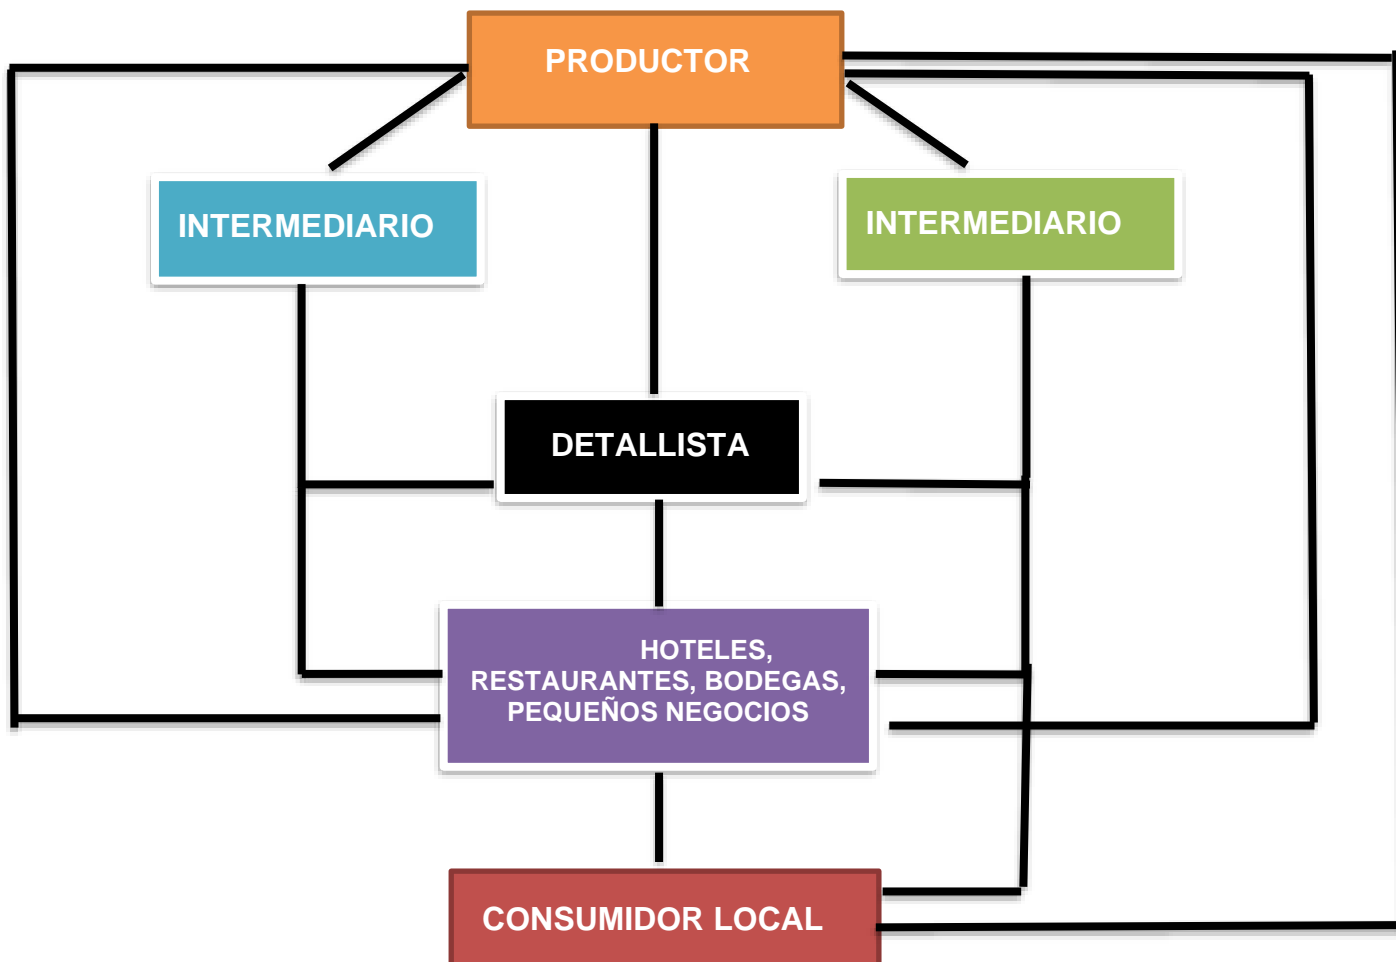 PRODUCTOR
INTERMEDIARIO
INTERMEDIARIO
DETALLISTA
HOTELES,
RESTAURANTES, BODEGAS,
PEQUEÑOS NEGOCIOS
CONSUMIDOR LOCAL